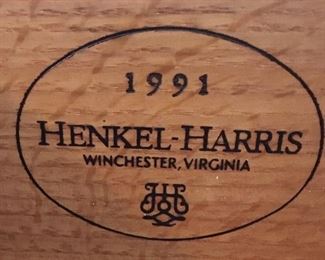 1991
HENKEL-HARRIS
WINCHESTER, VIRGINIA